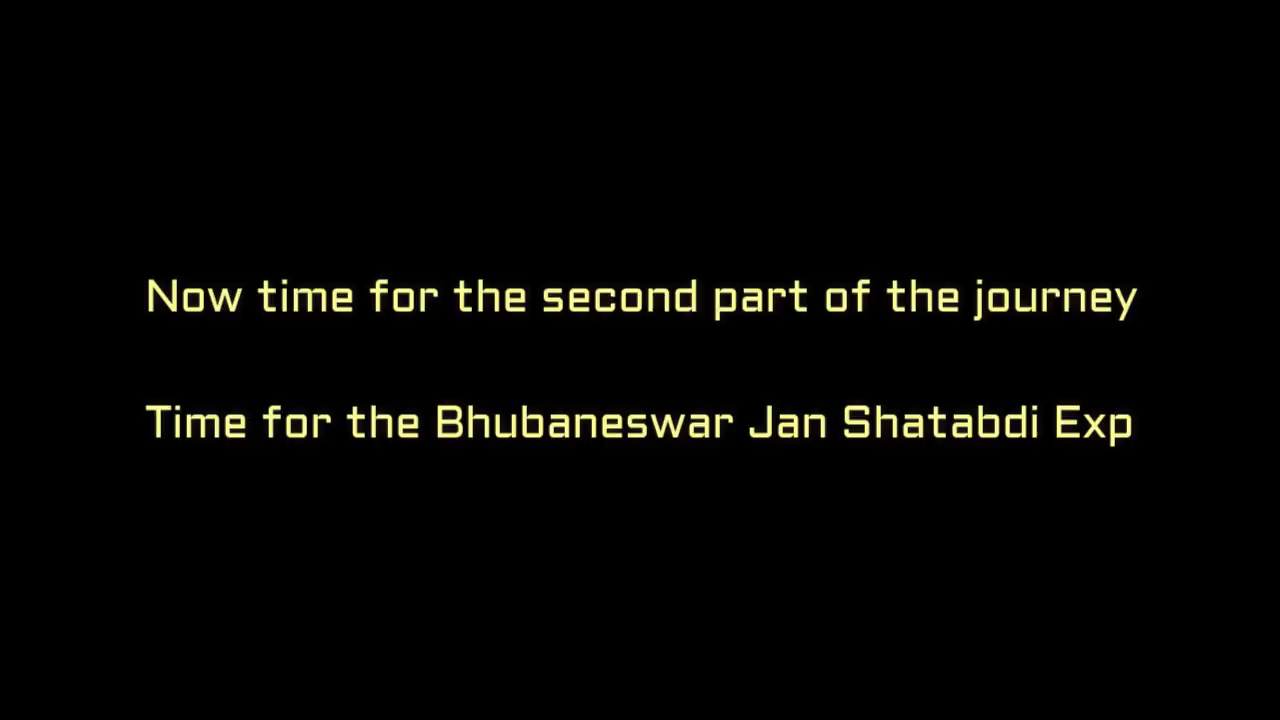 Now time for the second part of the journey
Time for the Bhubaneswar Jan Shatabdi Exp